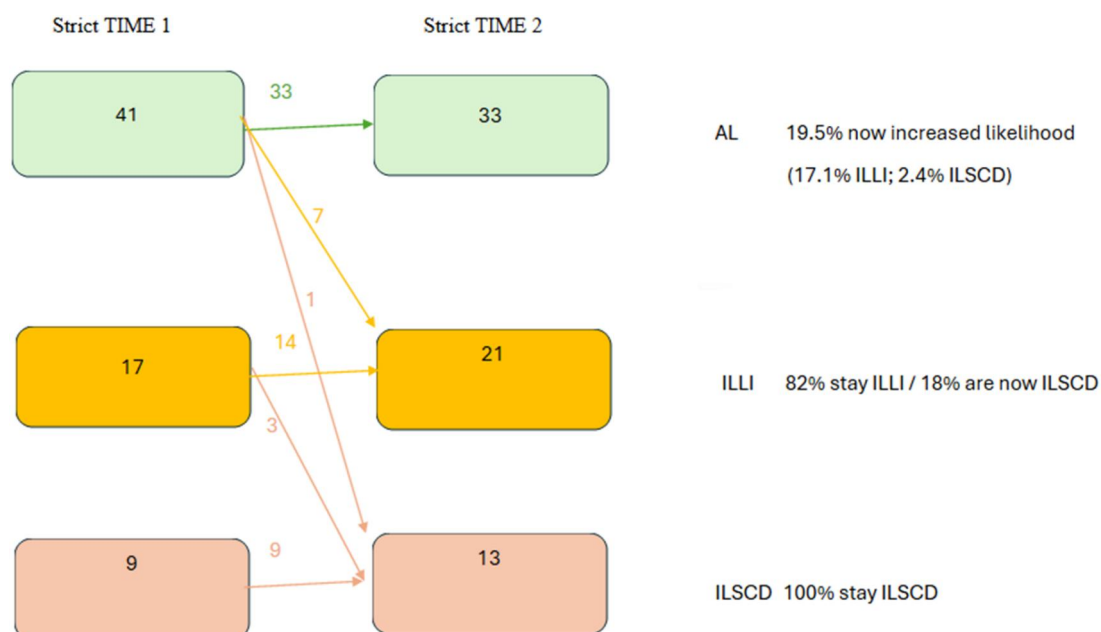 Strict TIME 1
Strict TIME 2
41
33
33
AL 19.5% now increased likelihood
(17.1% ILLI; 2.4% ILSCD)
7
1
17
14
21
ILLI 82% stay ILLI / 18% are now ILSCD
3
9
9
13
ILSCD 100% stay ILSCD